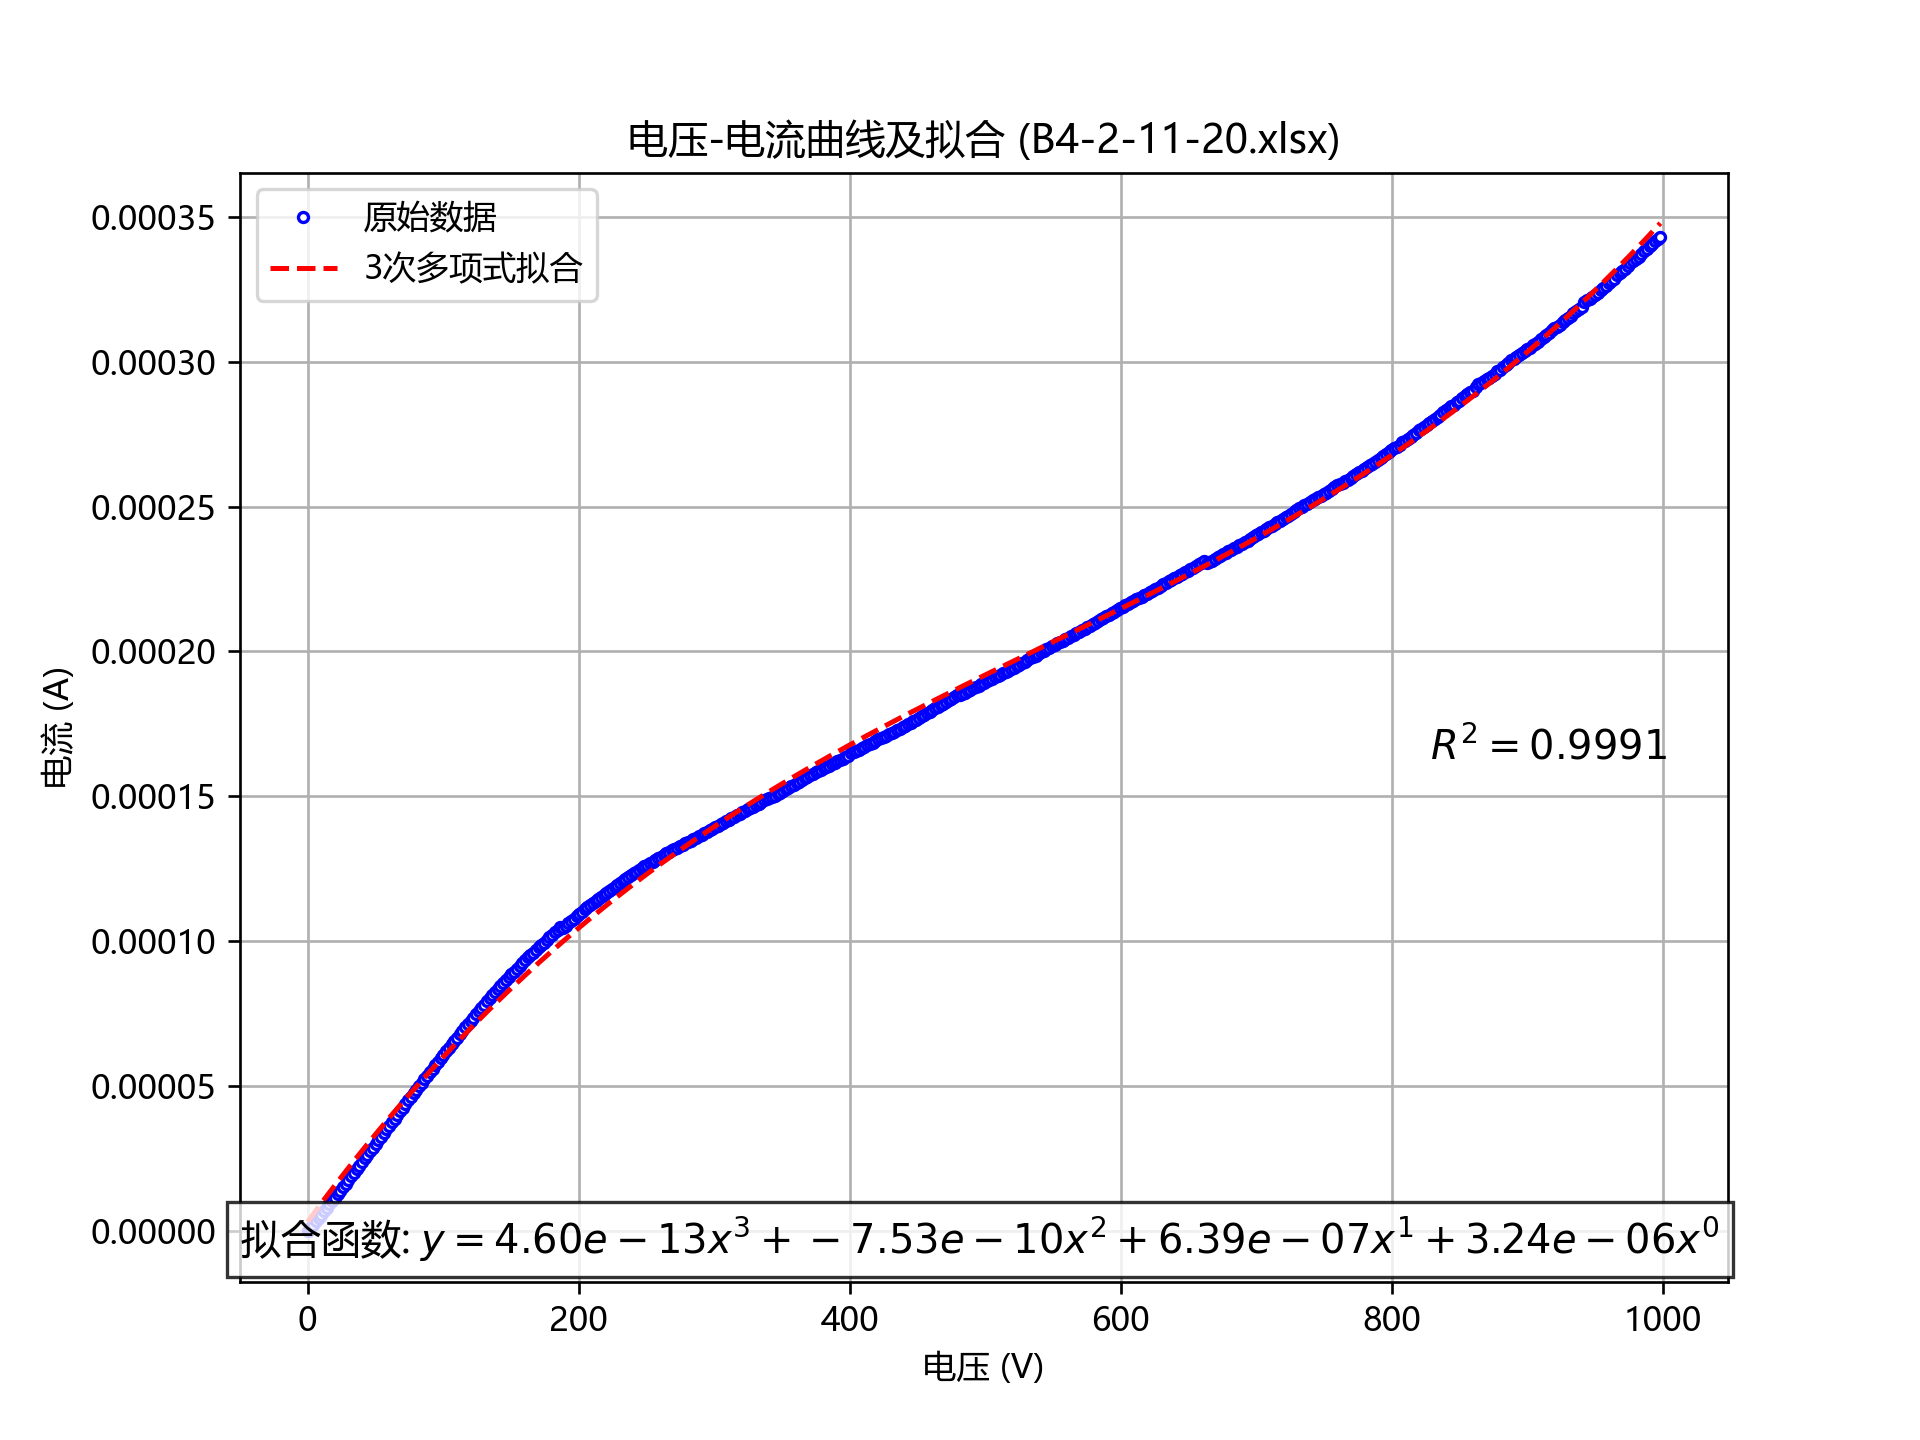 电压-电流曲线及拟合 (B4-2-11-20.xlsx)
原始数据
3次多项式拟合
0.00035
0.00030
0.00025
0.00020
0.00015
0.00010
0.00005
0.00000
电流 (A)
R² = 0.9991
拟合函数: y = 4.60e − 13x³ + − 7.53e − 10x² + 6.39e − 07x¹ + 3.24e − 06x⁰
0 200 400 600 800 1000
电压 (V)